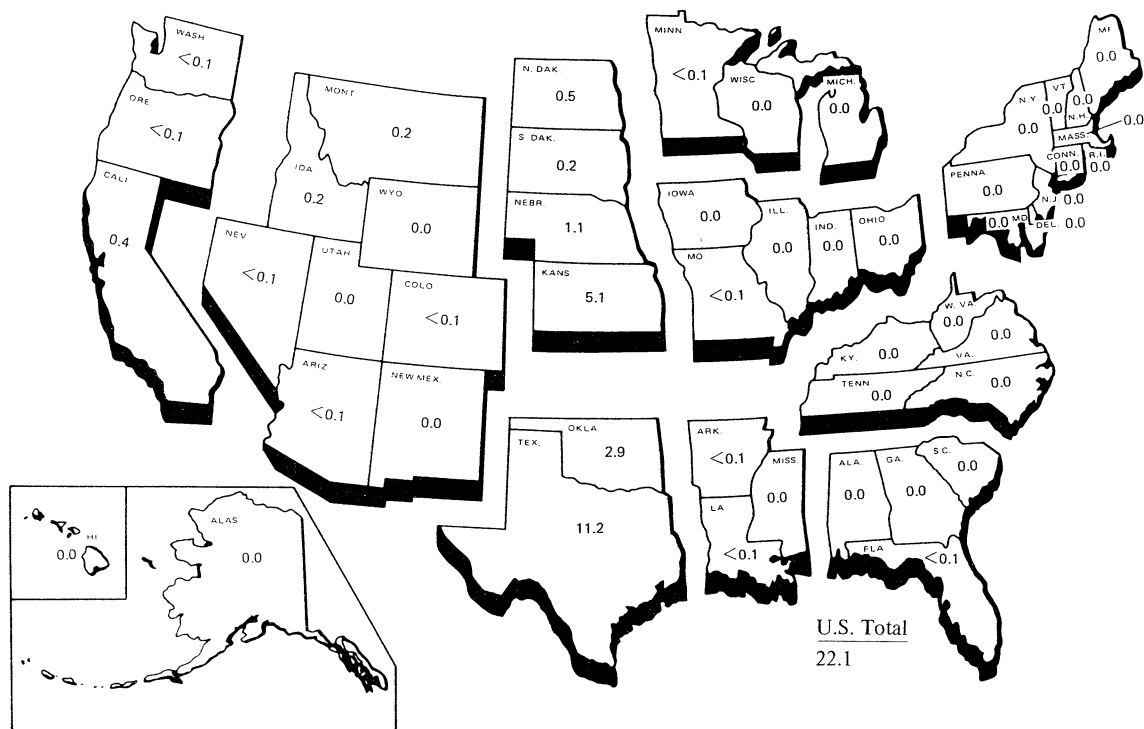 WASH
<0.1
ORE.
<0.1
CALI
0.4
MONT
0.2
IDA
0.2
WYO.
0.0
NEV
<0.1
UTAH
0.0
COLO
<0.1
ARIZ
<0.1
NEW MEX.
0.0
N. DAK.
0.5
S DAK.
0.2
NEBR.
1.1
KANS
5.1
OKLA.
2.9
TEX.
11.2
MINN
<0.1
WISC
0.0
MICH.
0.0
IOWA
0.0
MO
<0.1
ILL.
0.0
IND.
0.0
OHIO
0.0
ARK.
<0.1
LA
<0.1
MISS
0.0
ME
0.0
VT
0.0
0.0
N.H.
N.Y.
0.0
MASS
0.0
CONN.
0.0
R.I.
0.0
PENNA.
0.0
N.J. 0.0
0.0 MD.
DEL. 0.0
W. VA.
0.0
0.0
VA.
KY.
0.0
TENN
0.0
N.C.
0.0
S.C.
0.0
ALA.
0.0
GA.
0.0
FLA.
<0.1
HI
0.0
ALAS
0.0
U.S. Total
22.1